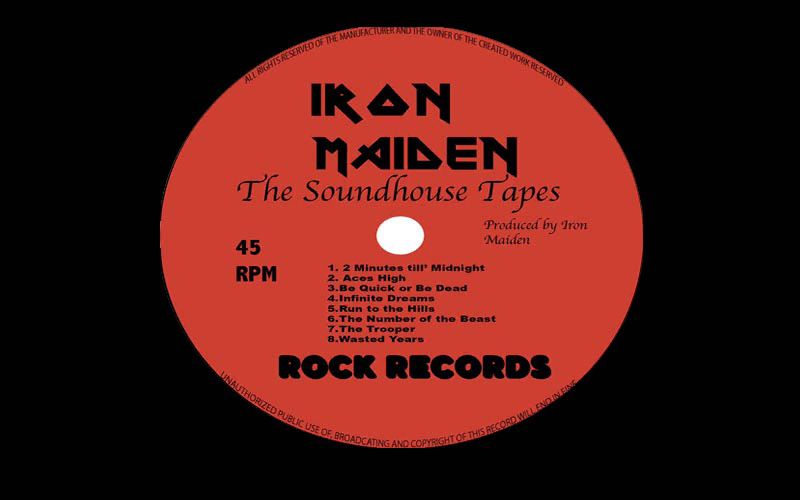 ALL RIGHTS RESERVED OF THE MANUFACTURER AND THE OWNER OF THE CREATED WORK RESERVED
IRON
MAIDEN
The Soundhouse Tapes
Produced by Iron
Maiden
45
RPM
1. 2 Minutes till' Midnight
2. Aces High
3.Be Quick or Be Dead
4.Infinite Dreams
5.Run to the Hills
6.The Number of the Beast
7.The Trooper
8.Wasted Years
ROCK RECORDS
UNAUTHORIZED PUBLIC USE OF, BROADCATING AND COPYRIGHT OF THIS RECORD WILL END IN FINE